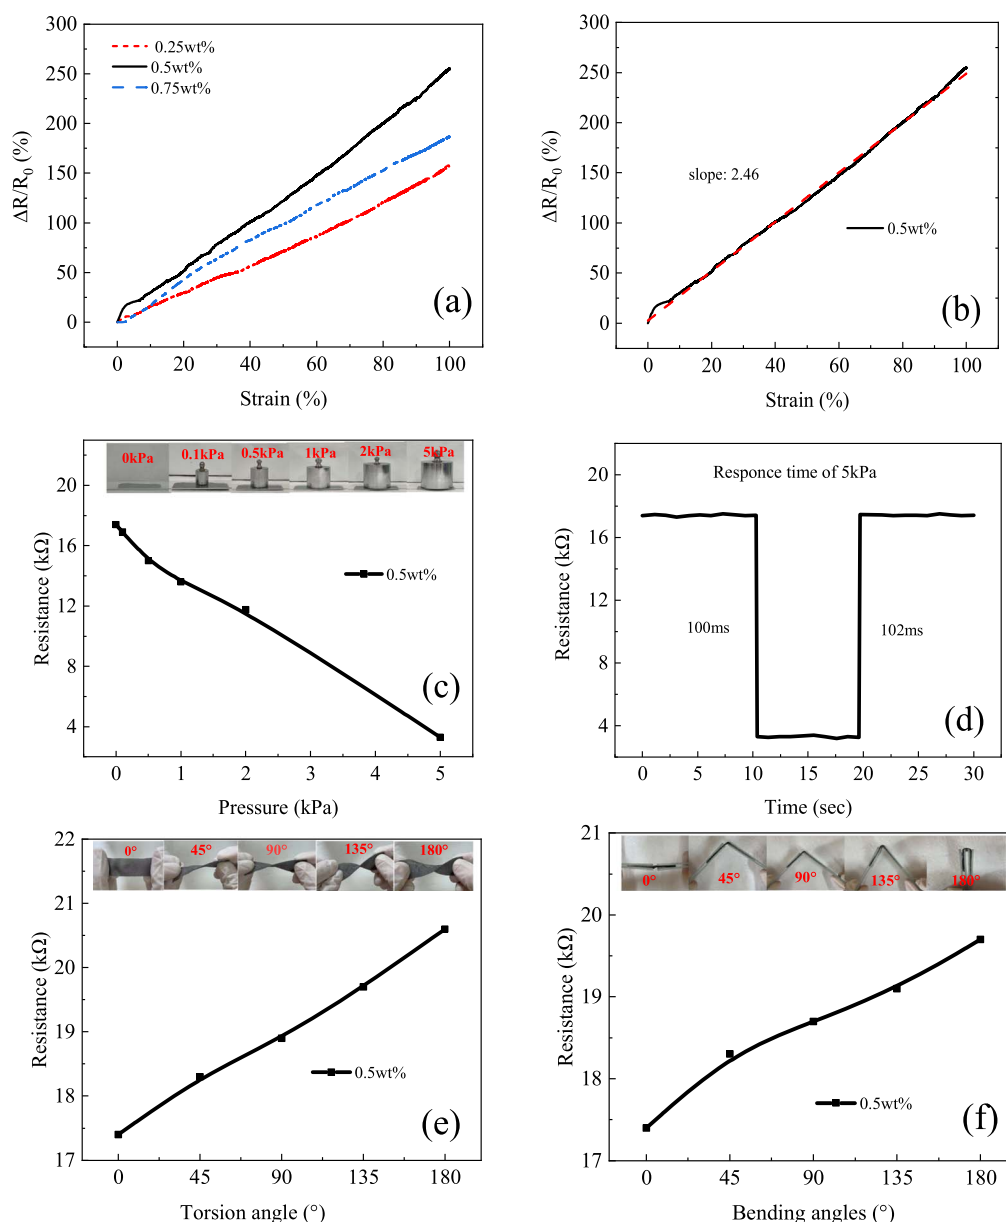 300
250
200
150
100
50
0
ΔR/R0 (%)
0.25wt%
0.5wt%
0.75wt%
(a)
0 20 40 60 80 100
Strain (%)
300
250
200
150
100
50
0
ΔR/R0 (%)
slope: 2.46
0.5wt%
(b)
0 20 40 60 80 100
Strain (%)
0kPa 0.1kPa 0.5kPa 1kPa 2kPa 5kPa
20
16
12
8
4
Resistance (kΩ)
0.5wt%
(c)
0 1 2 3 4 5
Pressure (kPa)
Responce time of 5kPa
20
16
12
8
4
Resistance (kΩ)
100ms
102ms
(d)
0 5 10 15 20 25 30
Time (sec)
0° 45° 90° 135° 180°
22
21
20
19
18
17
Resistance (kΩ)
0.5wt%
(e)
0 45 90 135 180
Torsion angle (°)
0° 45° 90° 135° 180°
21
20
19
18
17
Resistance (kΩ)
0.5wt%
(f)
0 45 90 135 180
Bending angles (°)